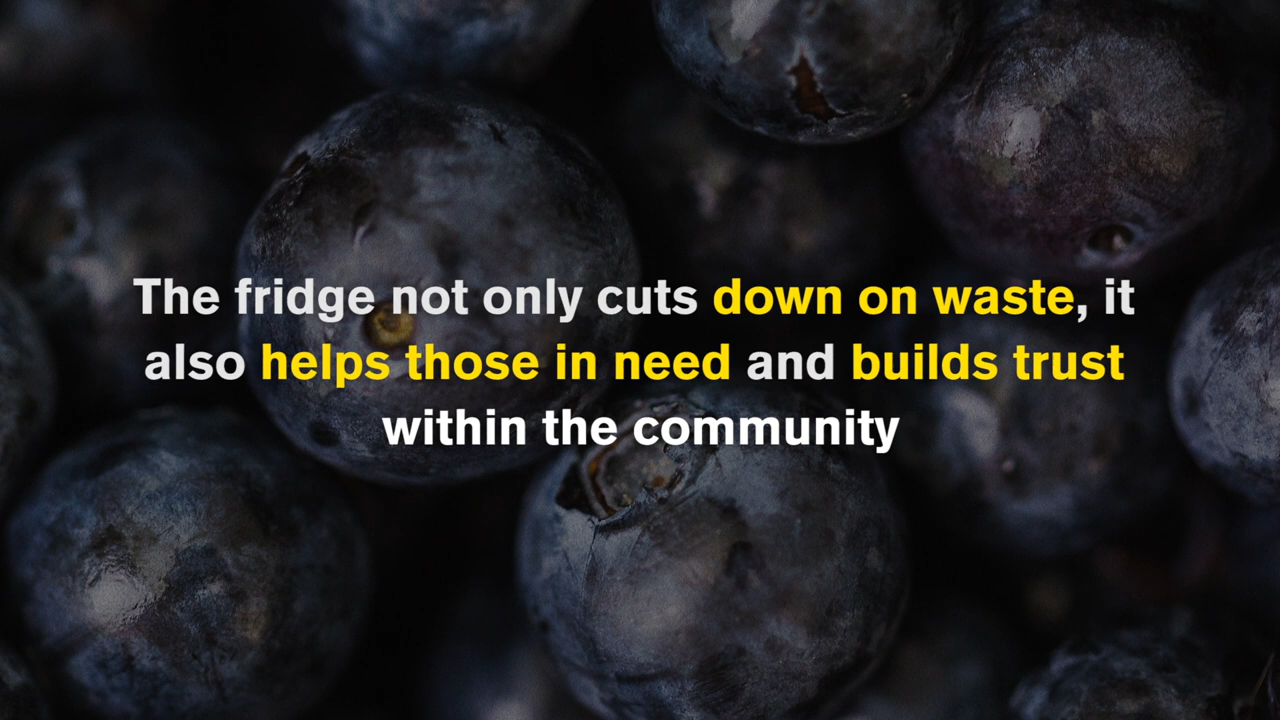 The fridge not only cuts down on waste, it
also helps those in need and builds trust
within the community